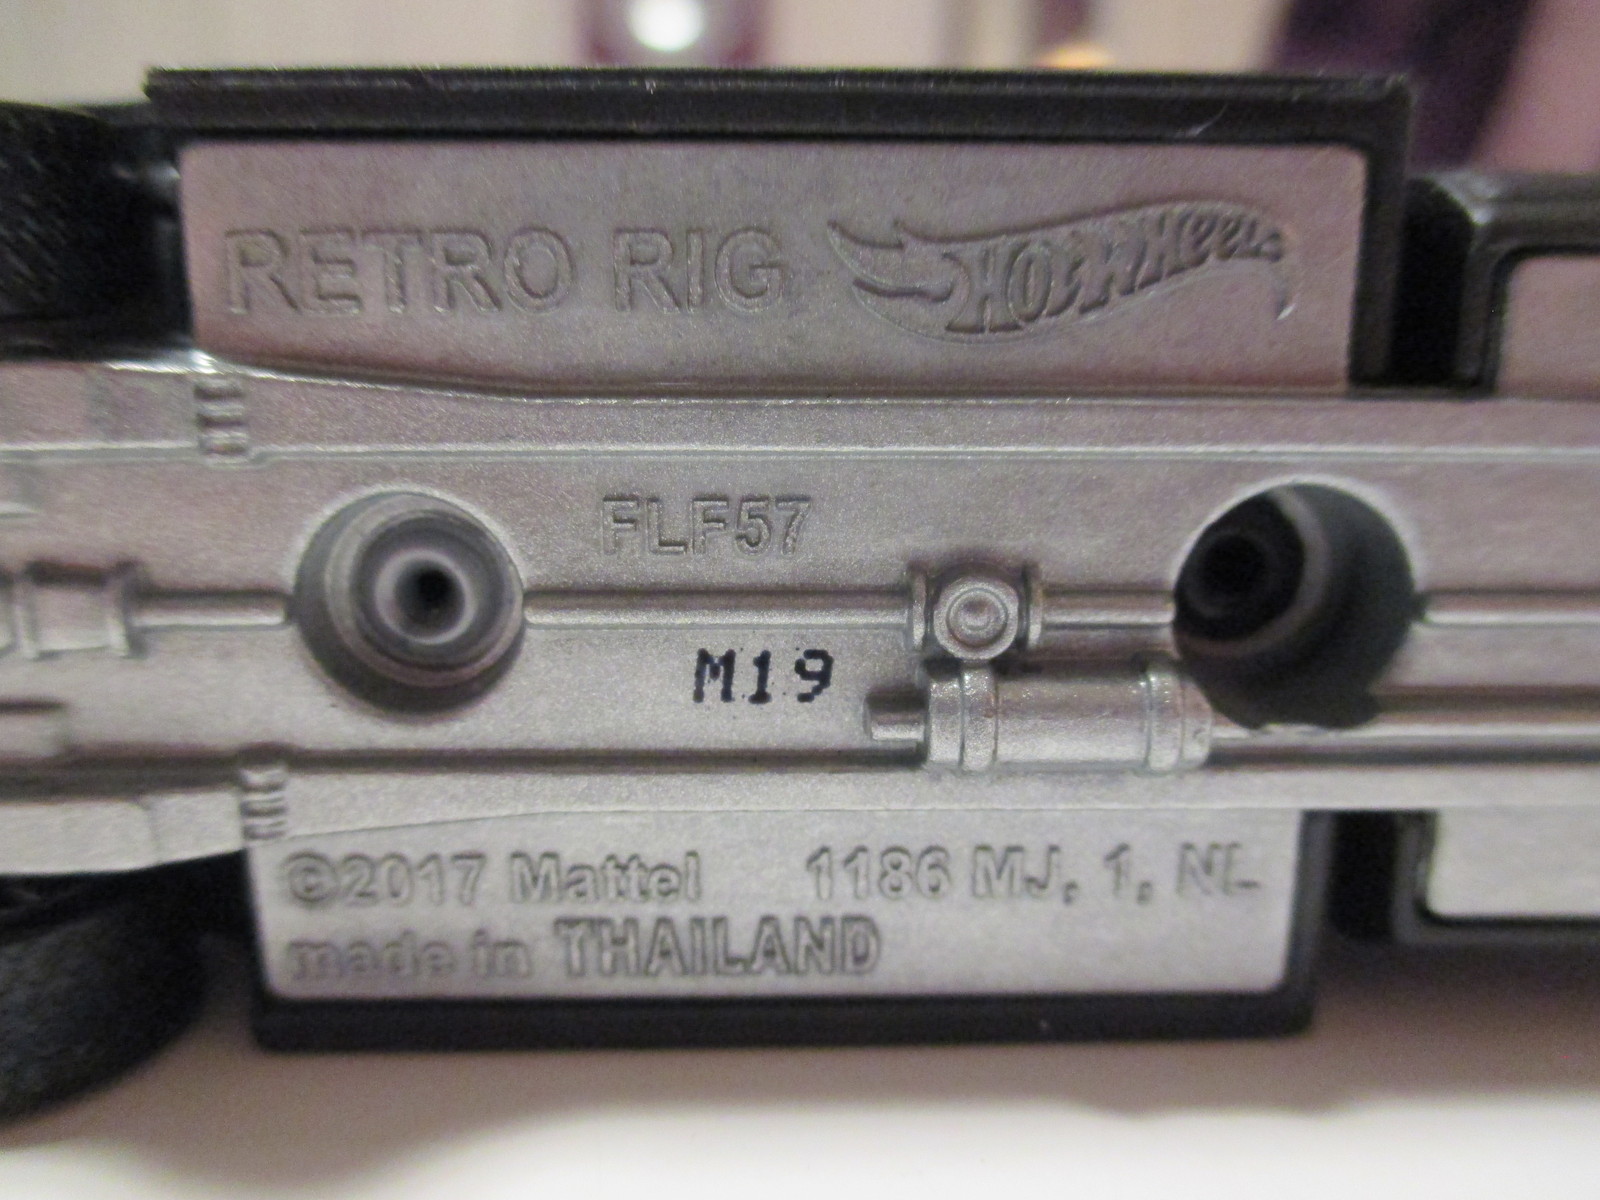 RETRO RIG HOT WHeeLs
FLF57
M19
©2017 Mattel 1186 MJ, 1, NL
made in THAILAND